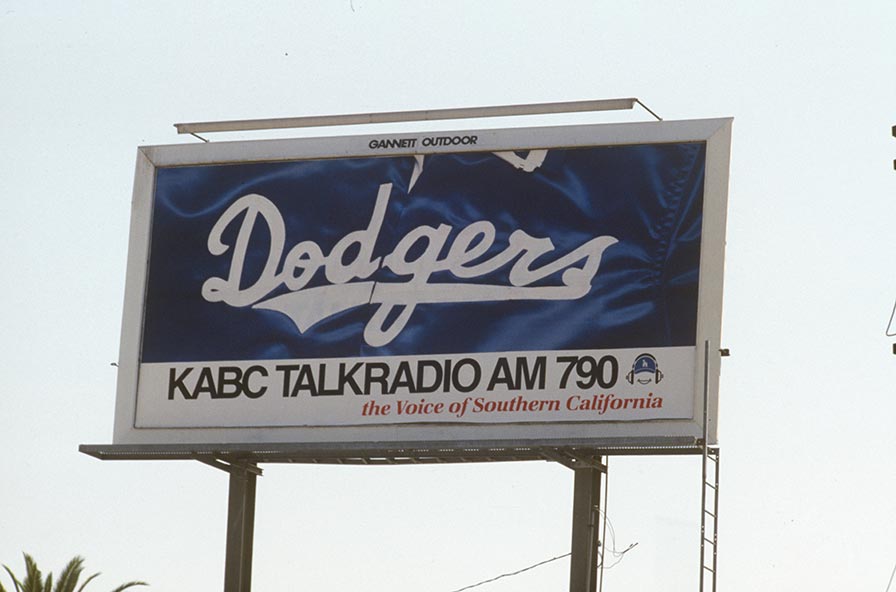 GANNETT OUTDOOR
Dodgers
KABC TALKRADIO AM 790
the Voice of Southern California